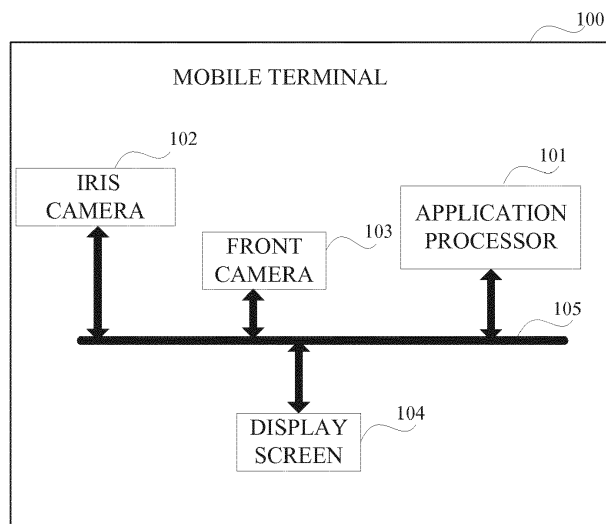 100
MOBILE TERMINAL
102
IRIS
CAMERA
101
APPLICATION
PROCESSOR
103
FRONT
CAMERA
105
DISPLAY
SCREEN
104